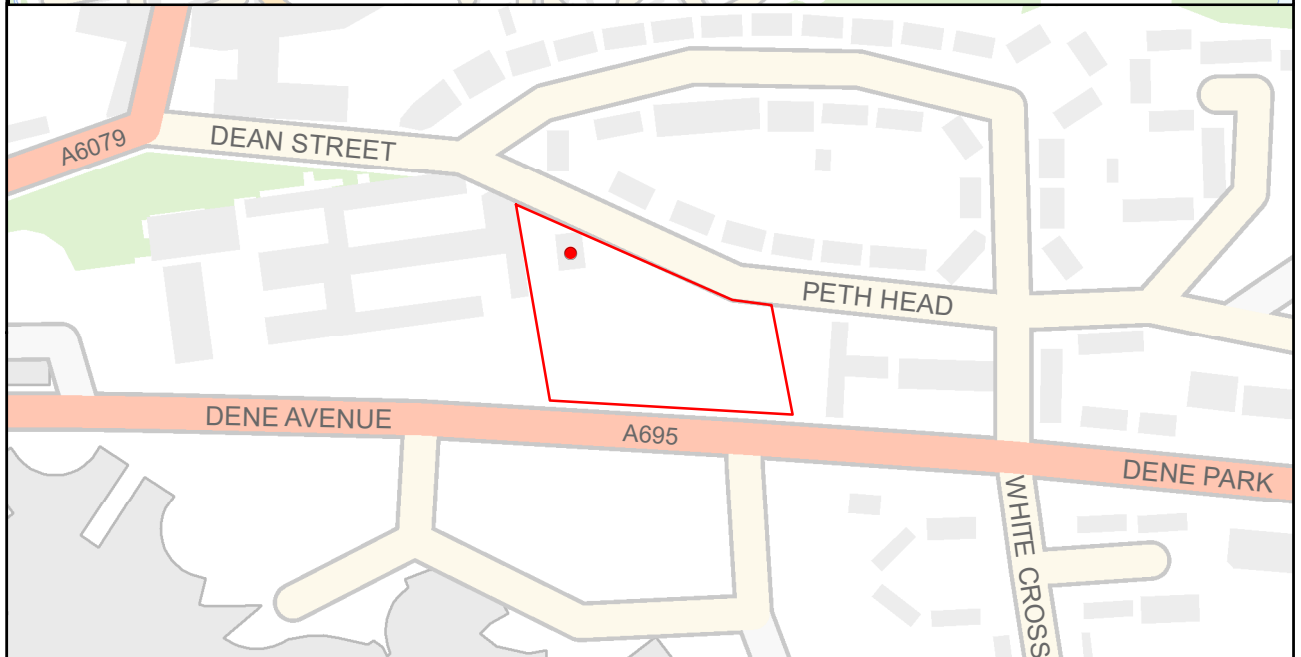 A6079
DEAN STREET
PETH HEAD
DENE AVENUE
A695
DENE PARK
WHITE CROSS